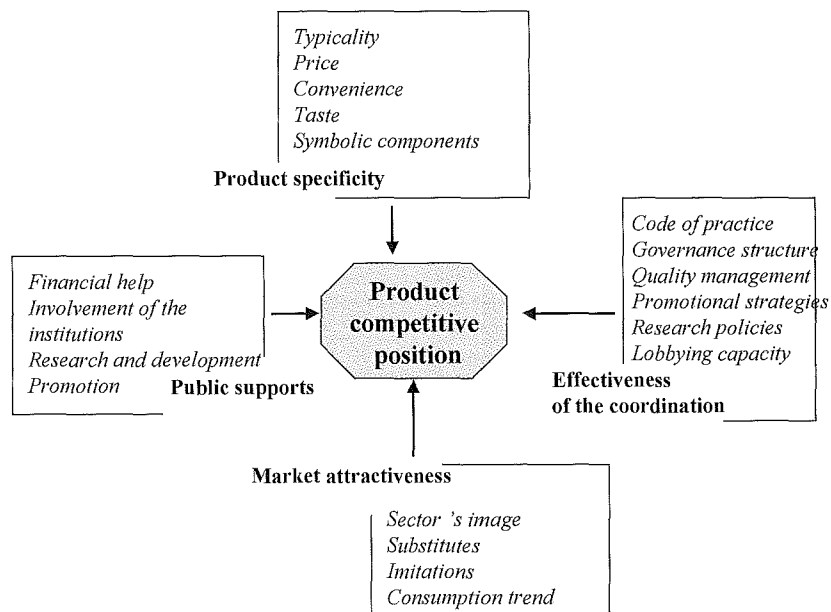 Typicality
Price
Convenience
Taste
Symbolic components
Product specificity
Financial help
Involvement of the
institutions
Research and development
Promotion
Public supports
Product
competitive
position
Code of practice
Governance structure
Quality management
Promotional strategies
Research policies
Lobbying capacity
Effectiveness
of the coordination
Market attractiveness
Sector 's image
Substitutes
Imitations
Consumption trend